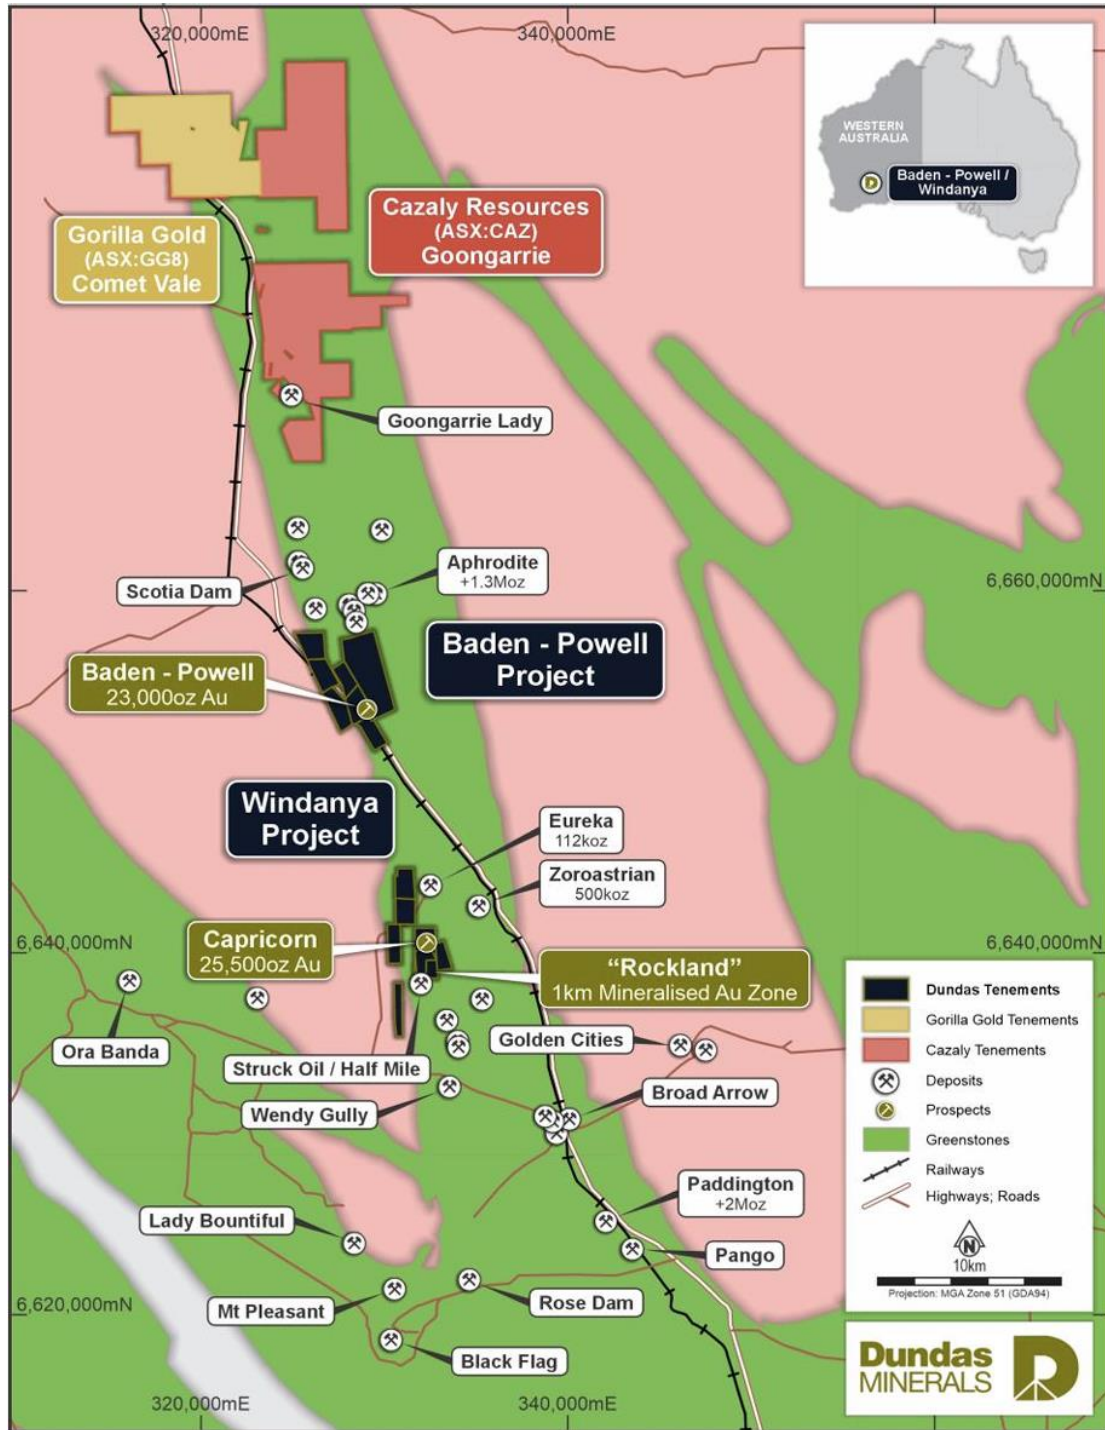 320,000mE
340,000mE
WESTERN
AUSTRALIA
D
Baden - Powell /
Windanya
Gorilla Gold
(ASX:GG8)
Comet Vale
Cazaly Resources
(ASX:CAZ)
Goongarrie
Goongarrie Lady
Scotia Dam
Aphrodite
+1.3Moz
6,660,000mN
Baden - Powell
23,000oz Au
Baden - Powell
Project
Windanya
Project
Eureka
112koz
Zoroastrian
500koz
6,640,000mN
Capricorn
25,500oz Au
"Rockland"
1km Mineralised Au Zone
6,640,000mN
Ora Banda
Struck Oil / Half Mile
Golden Cities
Wendy Gully
Broad Arrow
Paddington
+2Moz
Lady Bountiful
Pango
Mt Pleasant
Rose Dam
6,620,000mN
Black Flag
320,000mE
340,000mE
Dundas Tenements
Gorilla Gold Tenements
Cazaly Tenements
Deposits
Prospects
Greenstones
Railways
Highways; Roads
N
10km
Projection: MGA Zone 51 (GDA94)
Dundas
MINERALS